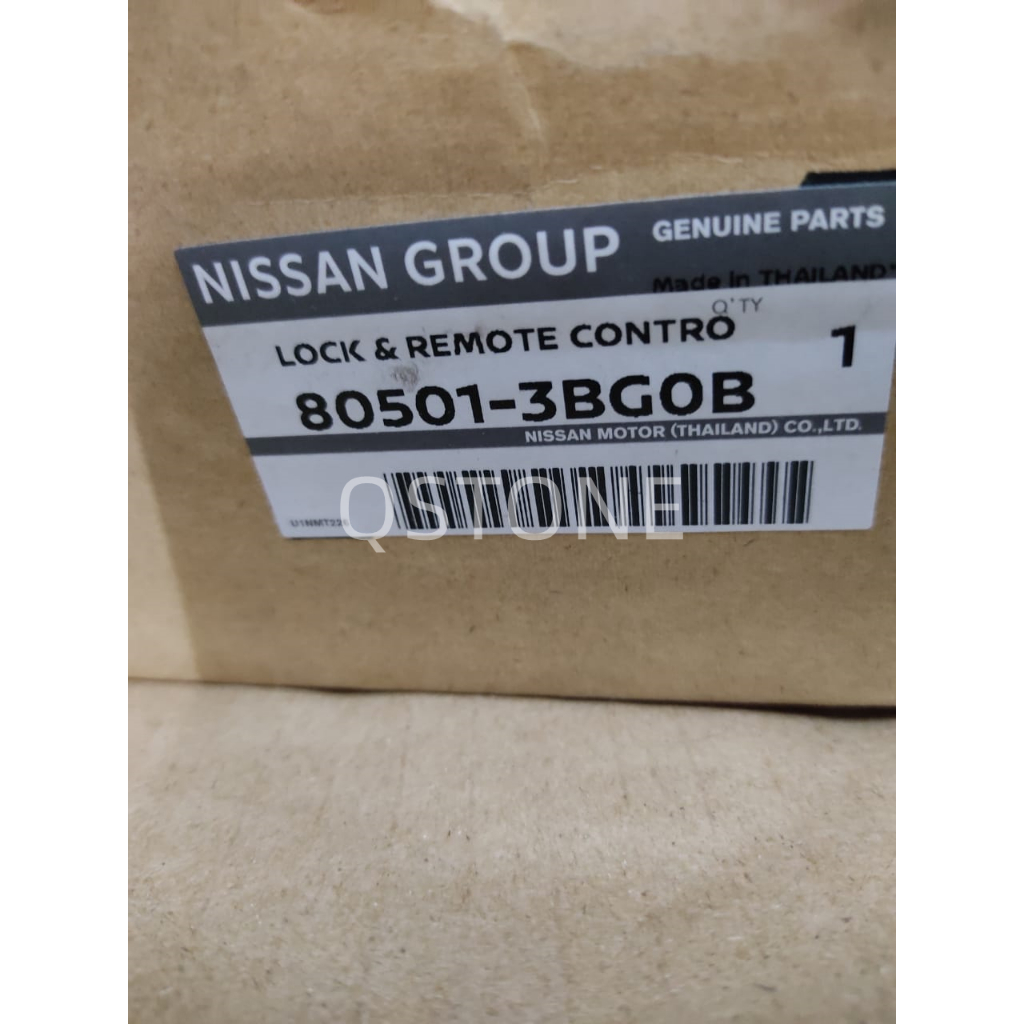 NISSAN GROUP
GENUINE PARTS
Made in THAILAND
Q'TY
LOCK & REMOTE CONTRO
1
80501-3BG0B
NISSAN MOTOR (THAILAND) CO.,LTD.
QSTONE